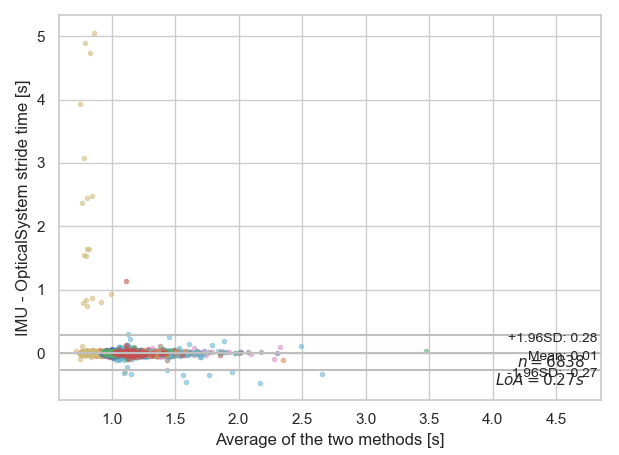 IMU - OpticalSystem stride time [s]
5
4
3
2
1
0
+1.96SD: 0.28
Mean: 0.01
n = 6838
-1.96SD: -0.27
LoA = 0.27s
1.0 1.5 2.0 2.5 3.0 3.5 4.0 4.5
Average of the two methods [s]